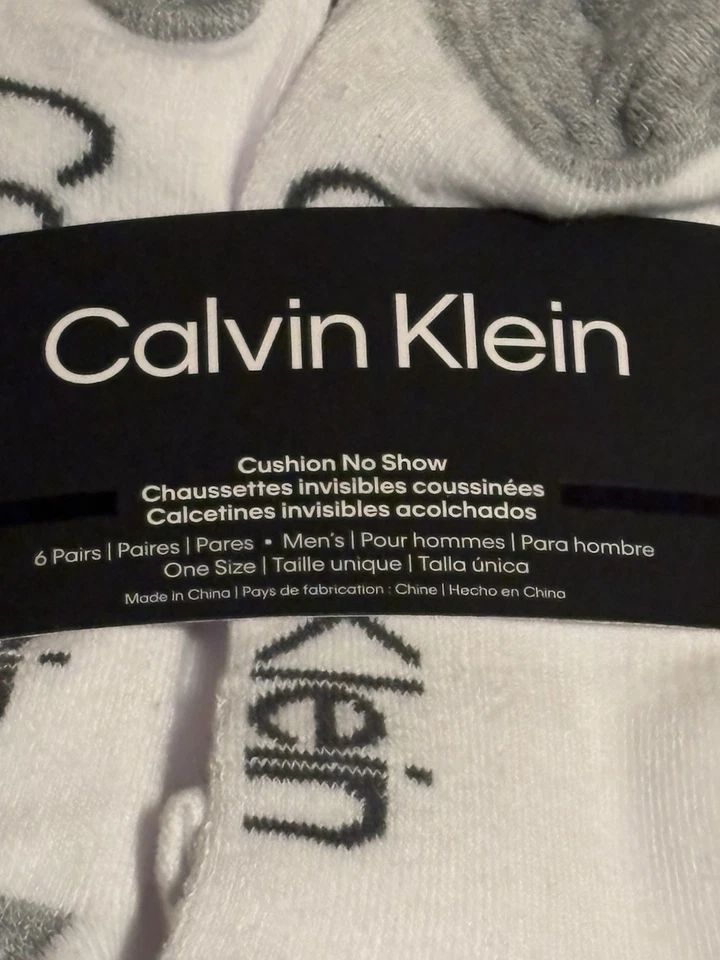 Calvin Klein
Cushion No Show
Chaussettes invisibles coussinées
Calcetines invisibles acolchados
6 Pairs | Paires | Pares • Men's | Pour hommes | Para hombre
One Size | Taille unique | Talla única
Made in China | Pays de fabrication : Chine | Hecho en China
Klein